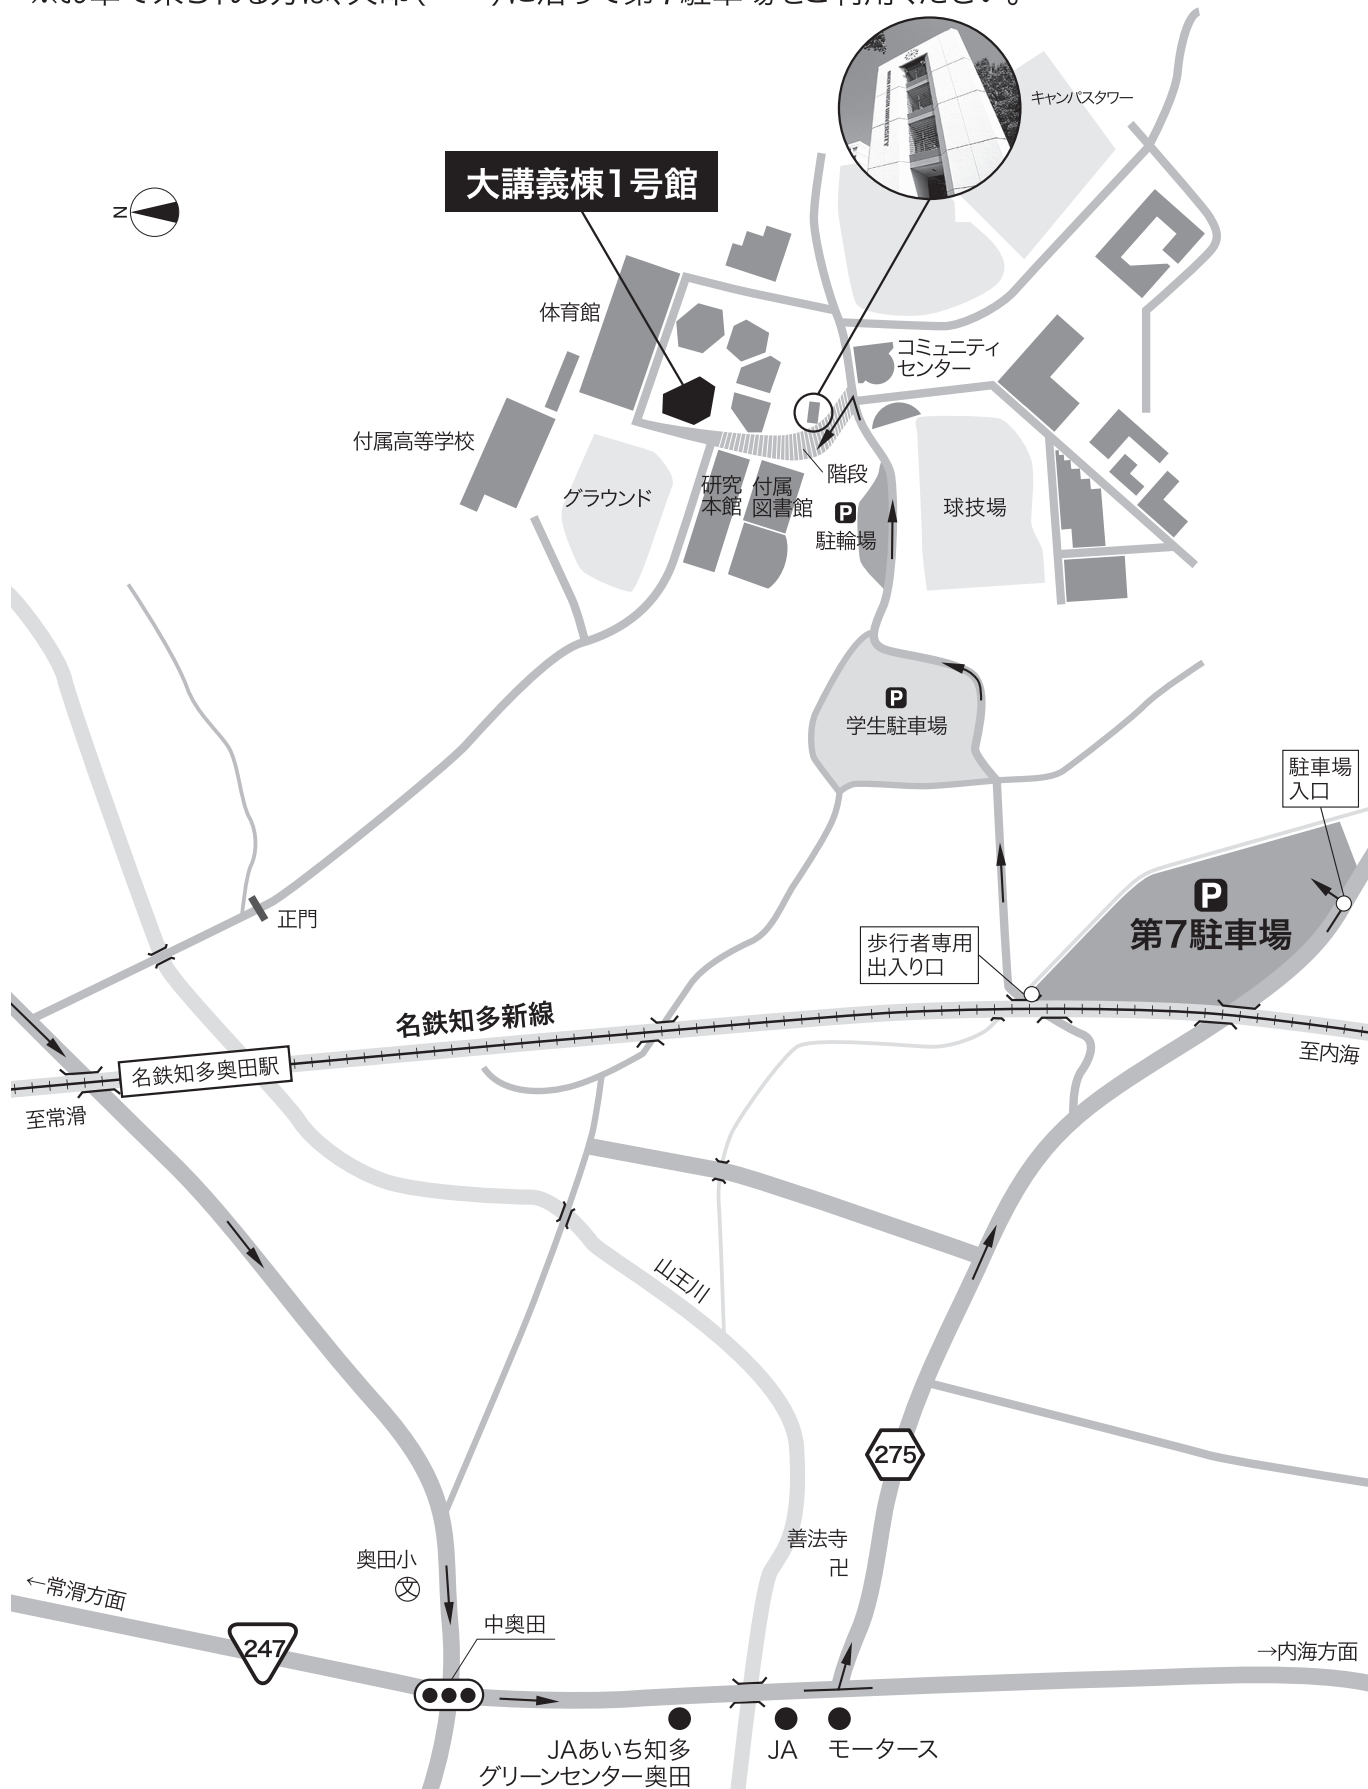 キャンパスタワー
大講義棟1号館
N
体育館
コミュニティ
センター
付属高等学校
グラウンド
研究
本館
付属
図書館
階段
P
駐輪場
球技場
P
学生駐車場
駐車場
入口
P
第7駐車場
正門
歩行者専用
出入り口
名鉄知多新線
名鉄知多奥田駅
至内海
至常滑
山王川
275
善法寺
卍
奥田小
文
←常滑方面
247
中奥田
→内海方面
JAあいち知多
グリーンセンター奥田
JA
モータース